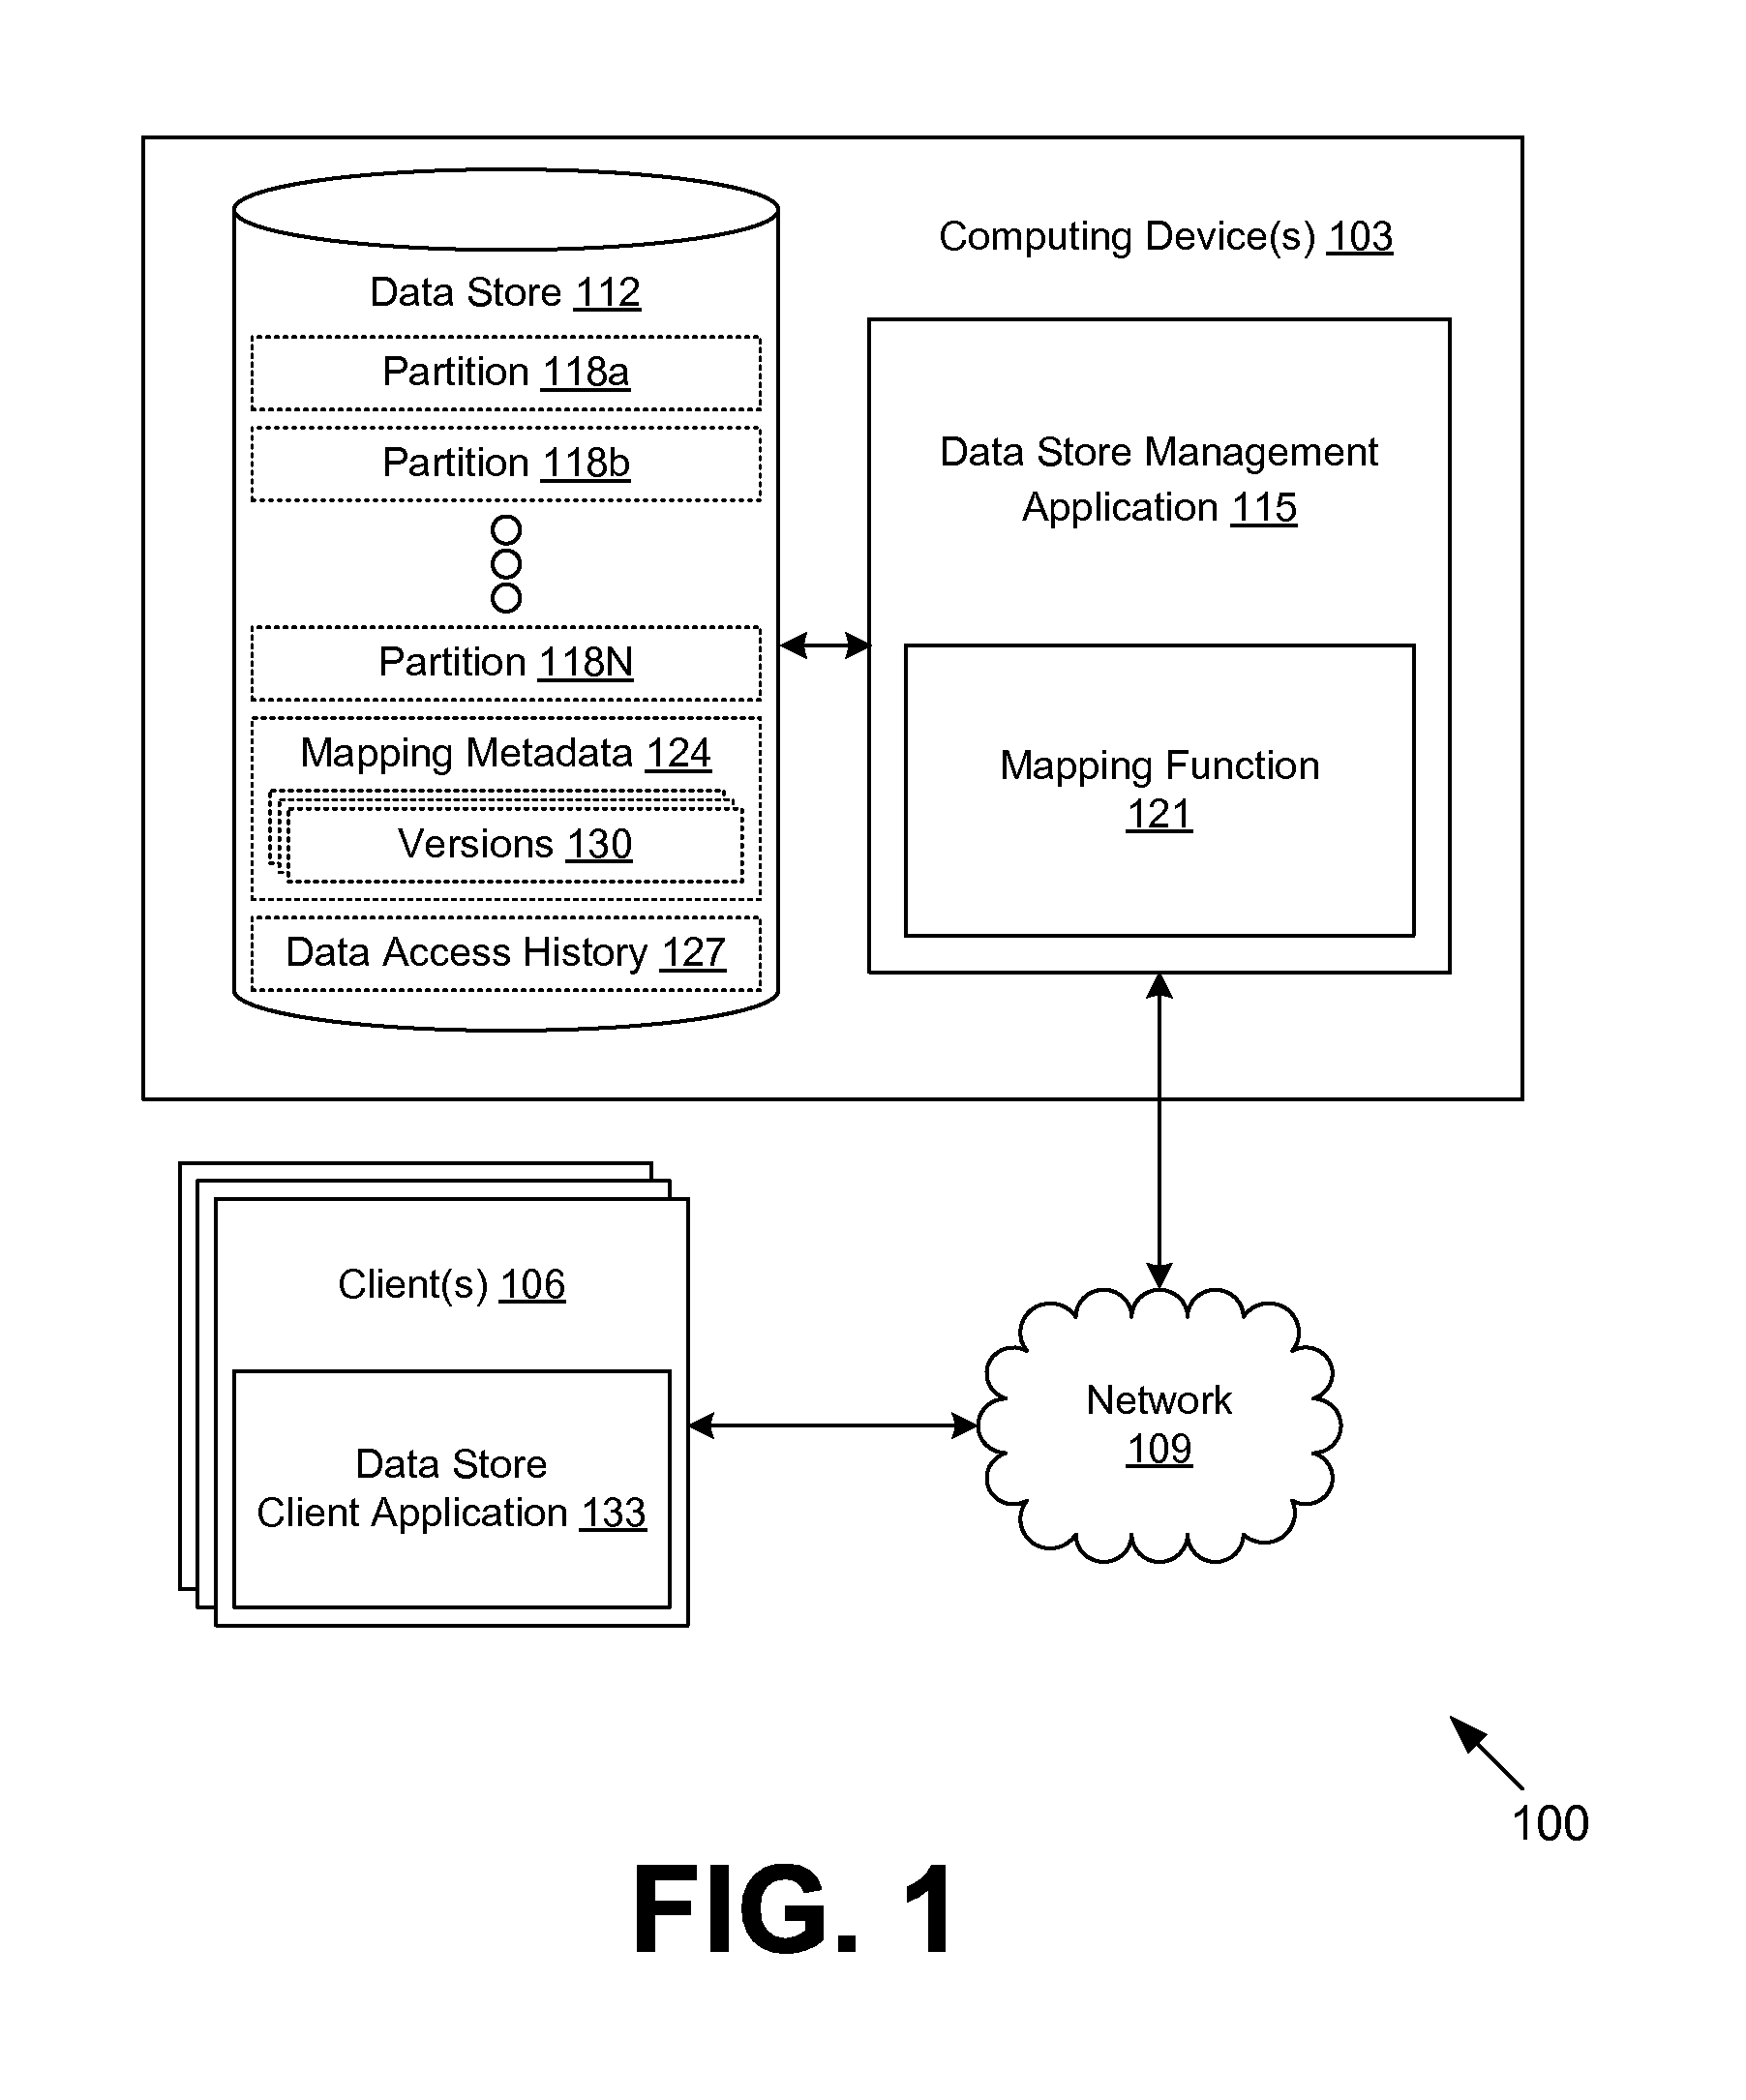 Computing Device(s) 103
Data Store 112
Partition 118a
Partition 118b
Partition 118N
Mapping Metadata 124
Versions 130
Data Access History 127
Data Store Management
Application 115
Mapping Function
121
Client(s) 106
Data Store
Client Application 133
Network
109
100
FIG. 1